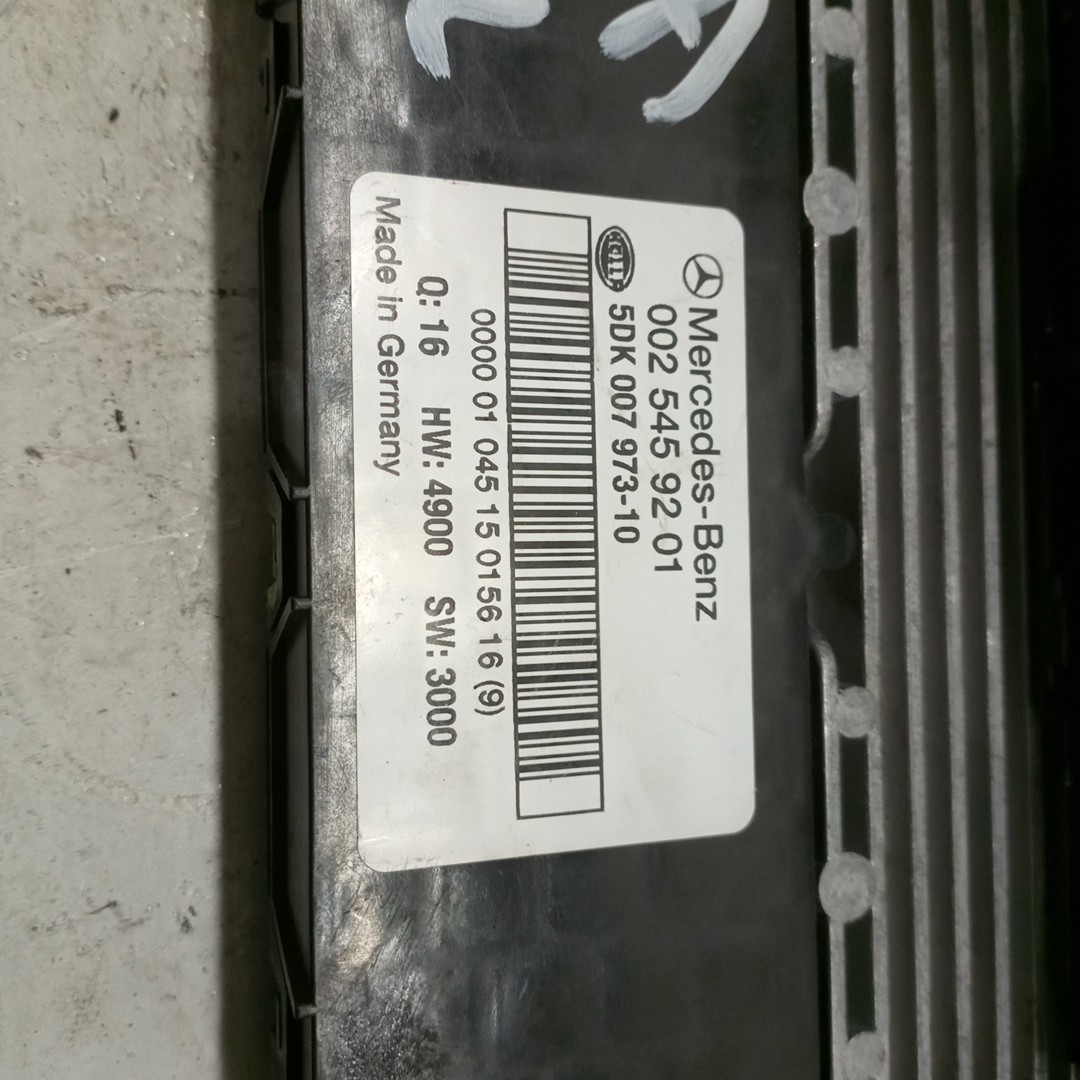 Mercedes-Benz
002 545 92 01
HELLA 5DK 007 973-10
0000 01 045 15 0156 16 (9)
Q: 16 HW: 4900 SW: 3000
Made in Germany